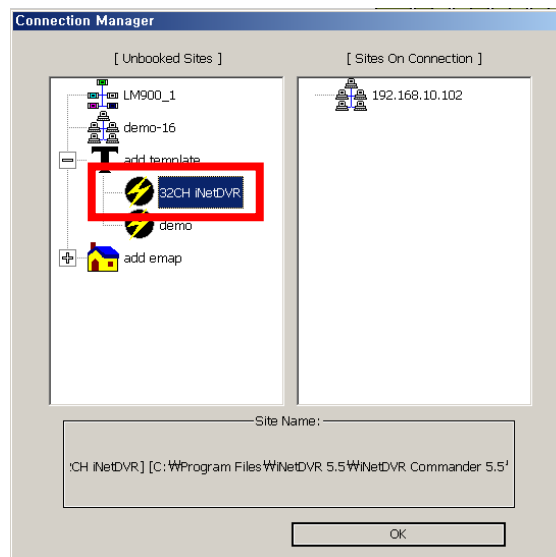 Connection Manager
[ Unbooked Sites ]
[ Sites On Connection ]
LM900_1
demo-16
add template
32CH iNetDVR
demo
add emap
192.168.10.102
Site Name:
CH iNetDVR] [C:₩Program Files₩iNetDVR 5.5₩iNetDVR Commander 5.5
OK